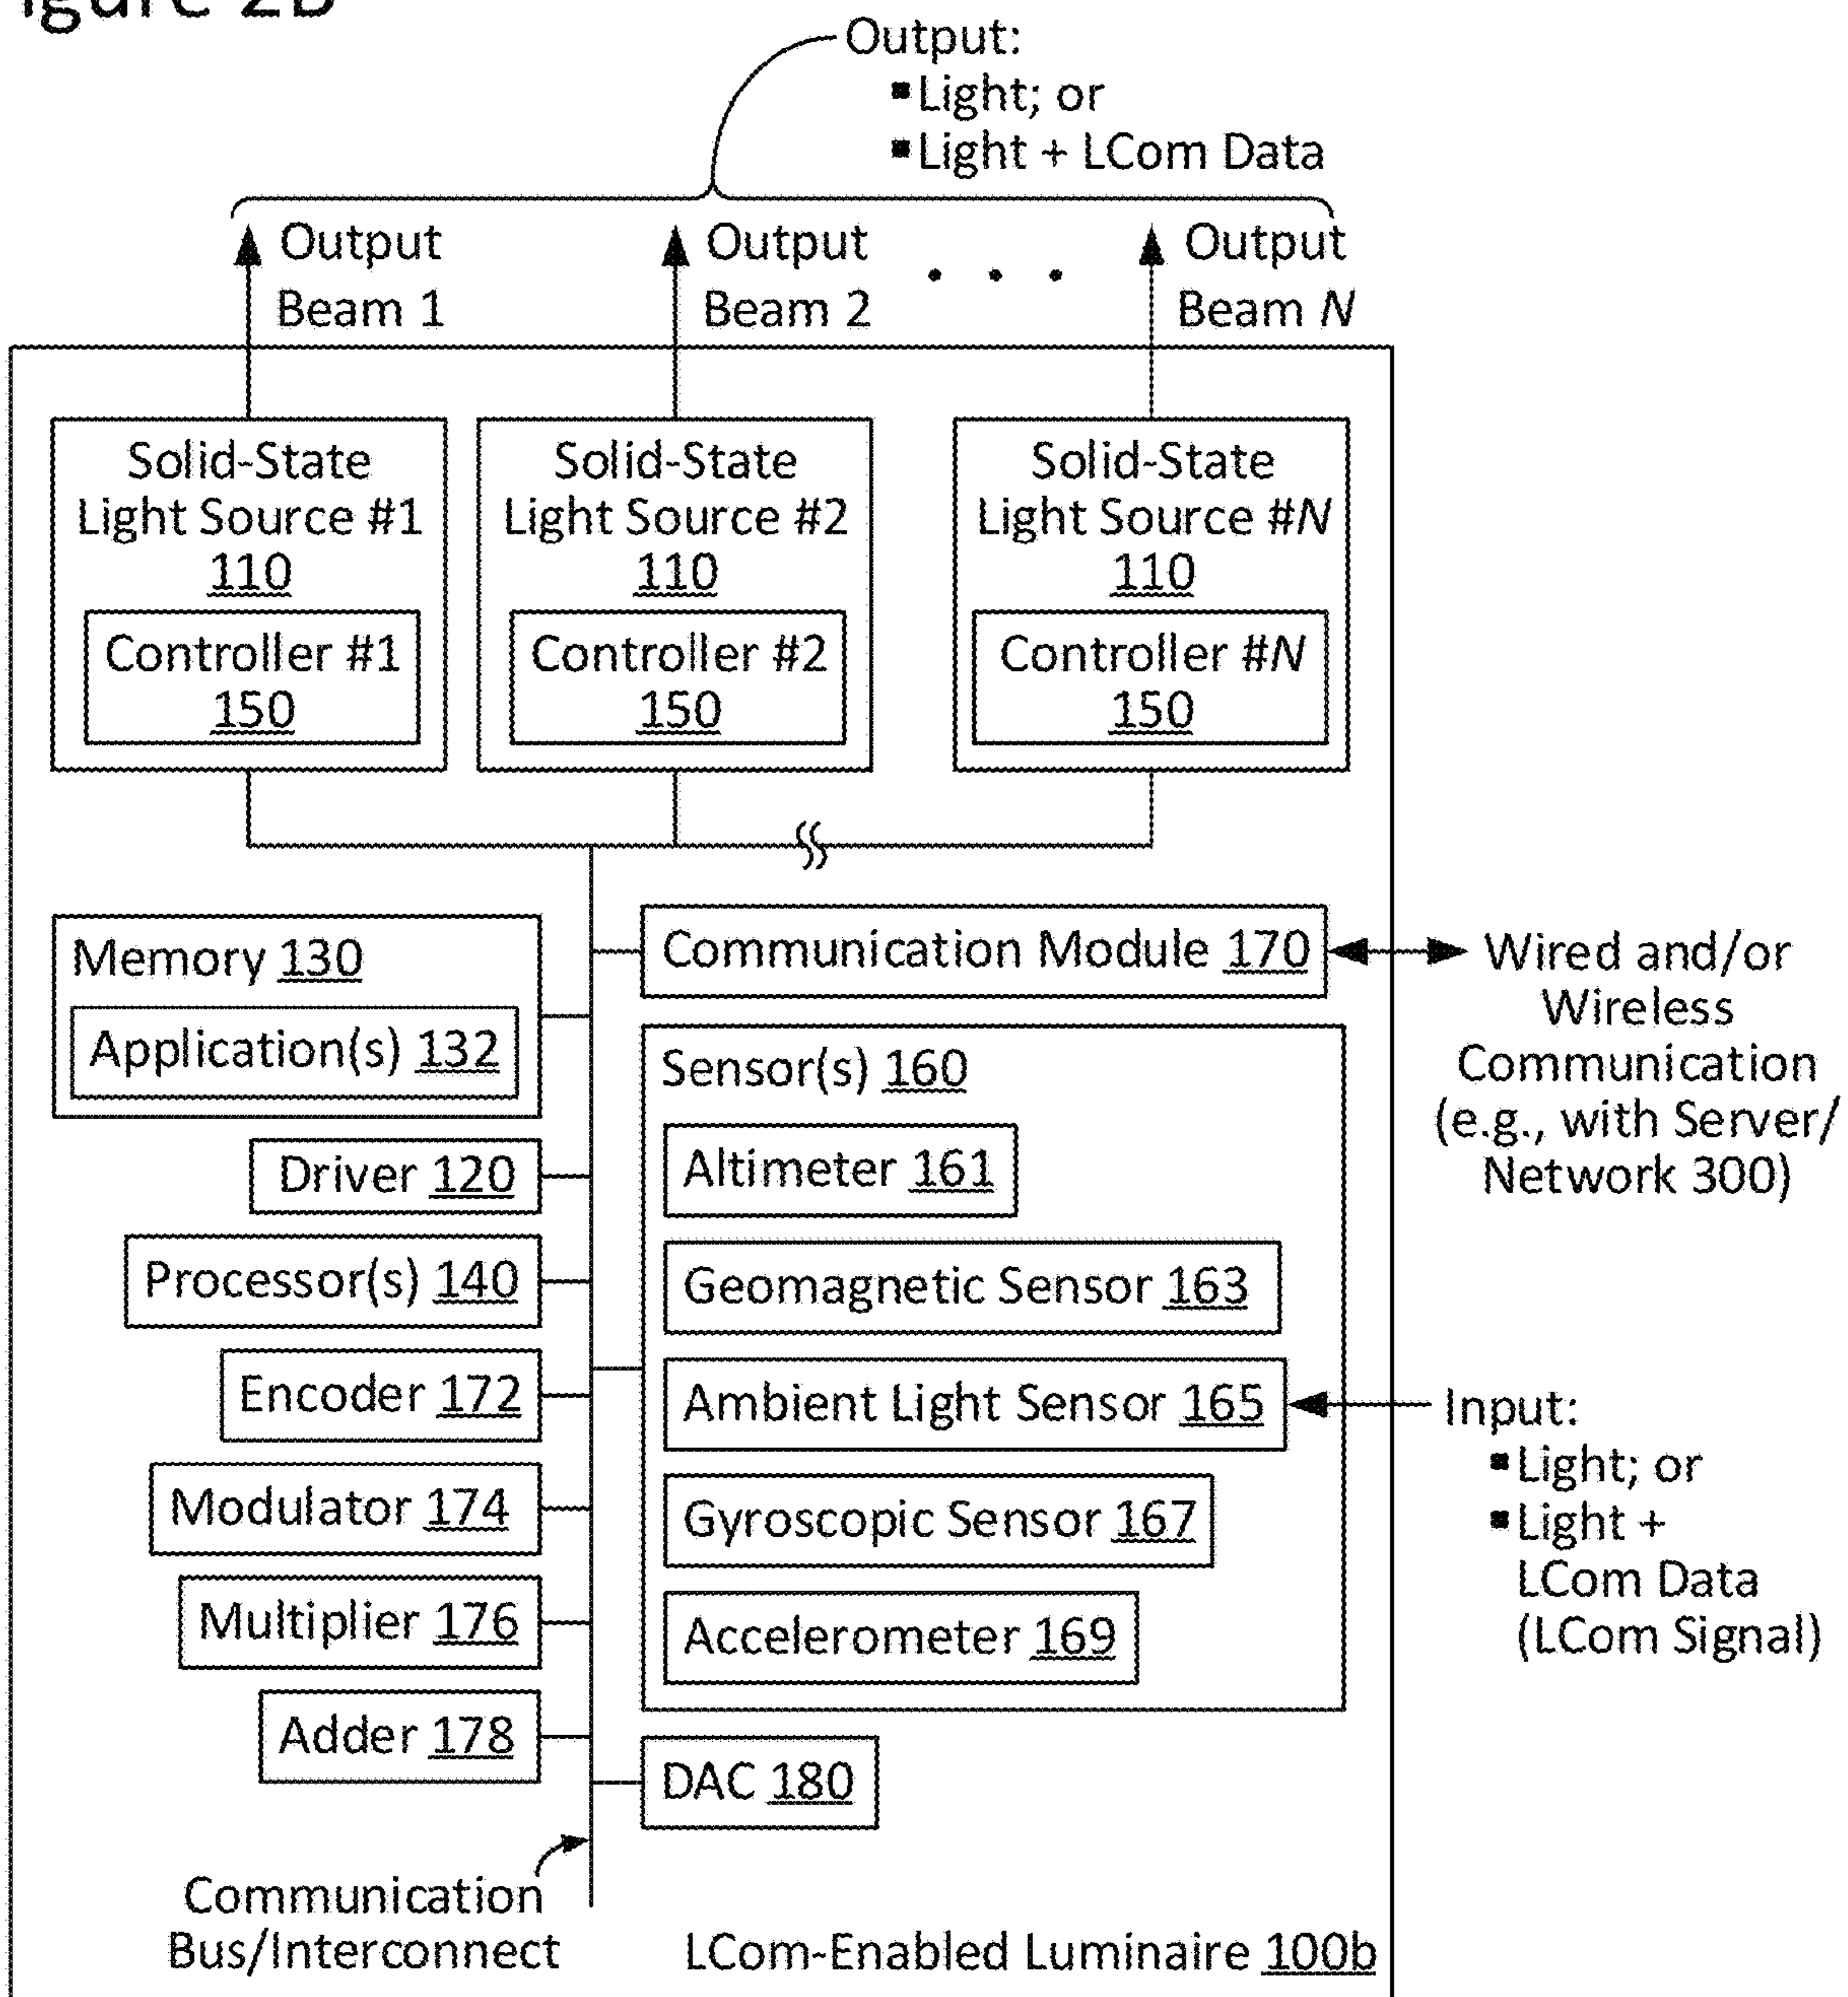 Figure 2B
Output:
▪Light; or
▪Light + LCom Data
Output
Beam 1
Output
Beam 2
. . .
Output
Beam N
Solid-State
Light Source #1
110
Controller #1
150
Solid-State
Light Source #2
110
Controller #2
150
Solid-State
Light Source #N
110
Controller #N
150
Memory 130
Application(s) 132
Driver 120
Processor(s) 140
Encoder 172
Modulator 174
Multiplier 176
Adder 178
Communication
Bus/Interconnect
Communication Module 170
Wired and/or
Wireless
Communication
(e.g., with Server/
Network 300)
Sensor(s) 160
Altimeter 161
Geomagnetic Sensor 163
Ambient Light Sensor 165
Gyroscopic Sensor 167
Accelerometer 169
Input:
▪Light; or
▪Light +
LCom Data
(LCom Signal)
DAC 180
LCom-Enabled Luminaire 100b